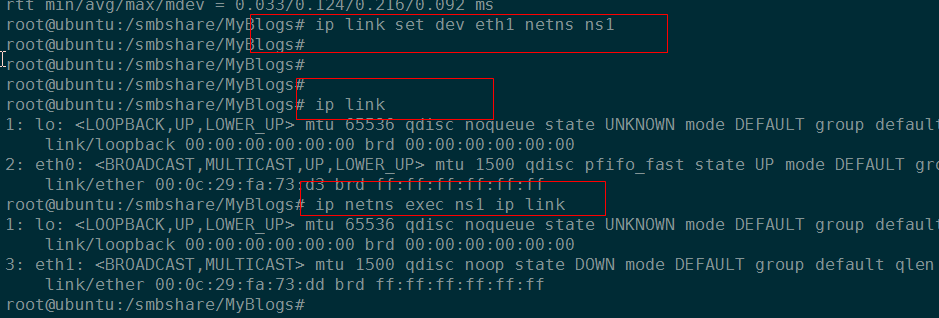 rtt min/avg/max/mdev = 0.033/0.124/0.216/0.092 ms
root@ubuntu:/smbshare/MyBlogs# ip link set dev eth1 netns ns1
root@ubuntu:/smbshare/MyBlogs#
root@ubuntu:/smbshare/MyBlogs#
root@ubuntu:/smbshare/MyBlogs#
root@ubuntu:/smbshare/MyBlogs# ip link
1: lo: <LOOPBACK,UP,LOWER_UP> mtu 65536 qdisc noqueue state UNKNOWN mode DEFAULT group default
link/loopback 00:00:00:00:00:00 brd 00:00:00:00:00:00
2: eth0: <BROADCAST,MULTICAST,UP,LOWER_UP> mtu 1500 qdisc pfifo_fast state UP mode DEFAULT gro
link/ether 00:0c:29:fa:73:d3 brd ff:ff:ff:ff:ff:ff
root@ubuntu:/smbshare/MyBlogs# ip netns exec ns1 ip link
1: lo: <LOOPBACK,UP,LOWER_UP> mtu 65536 qdisc noqueue state UNKNOWN mode DEFAULT group default
link/loopback 00:00:00:00:00:00 brd 00:00:00:00:00:00
3: eth1: <BROADCAST,MULTICAST> mtu 1500 qdisc noop state DOWN mode DEFAULT group default qlen
link/ether 00:0c:29:fa:73:dd brd ff:ff:ff:ff:ff:ff
root@ubuntu:/smbshare/MyBlogs#